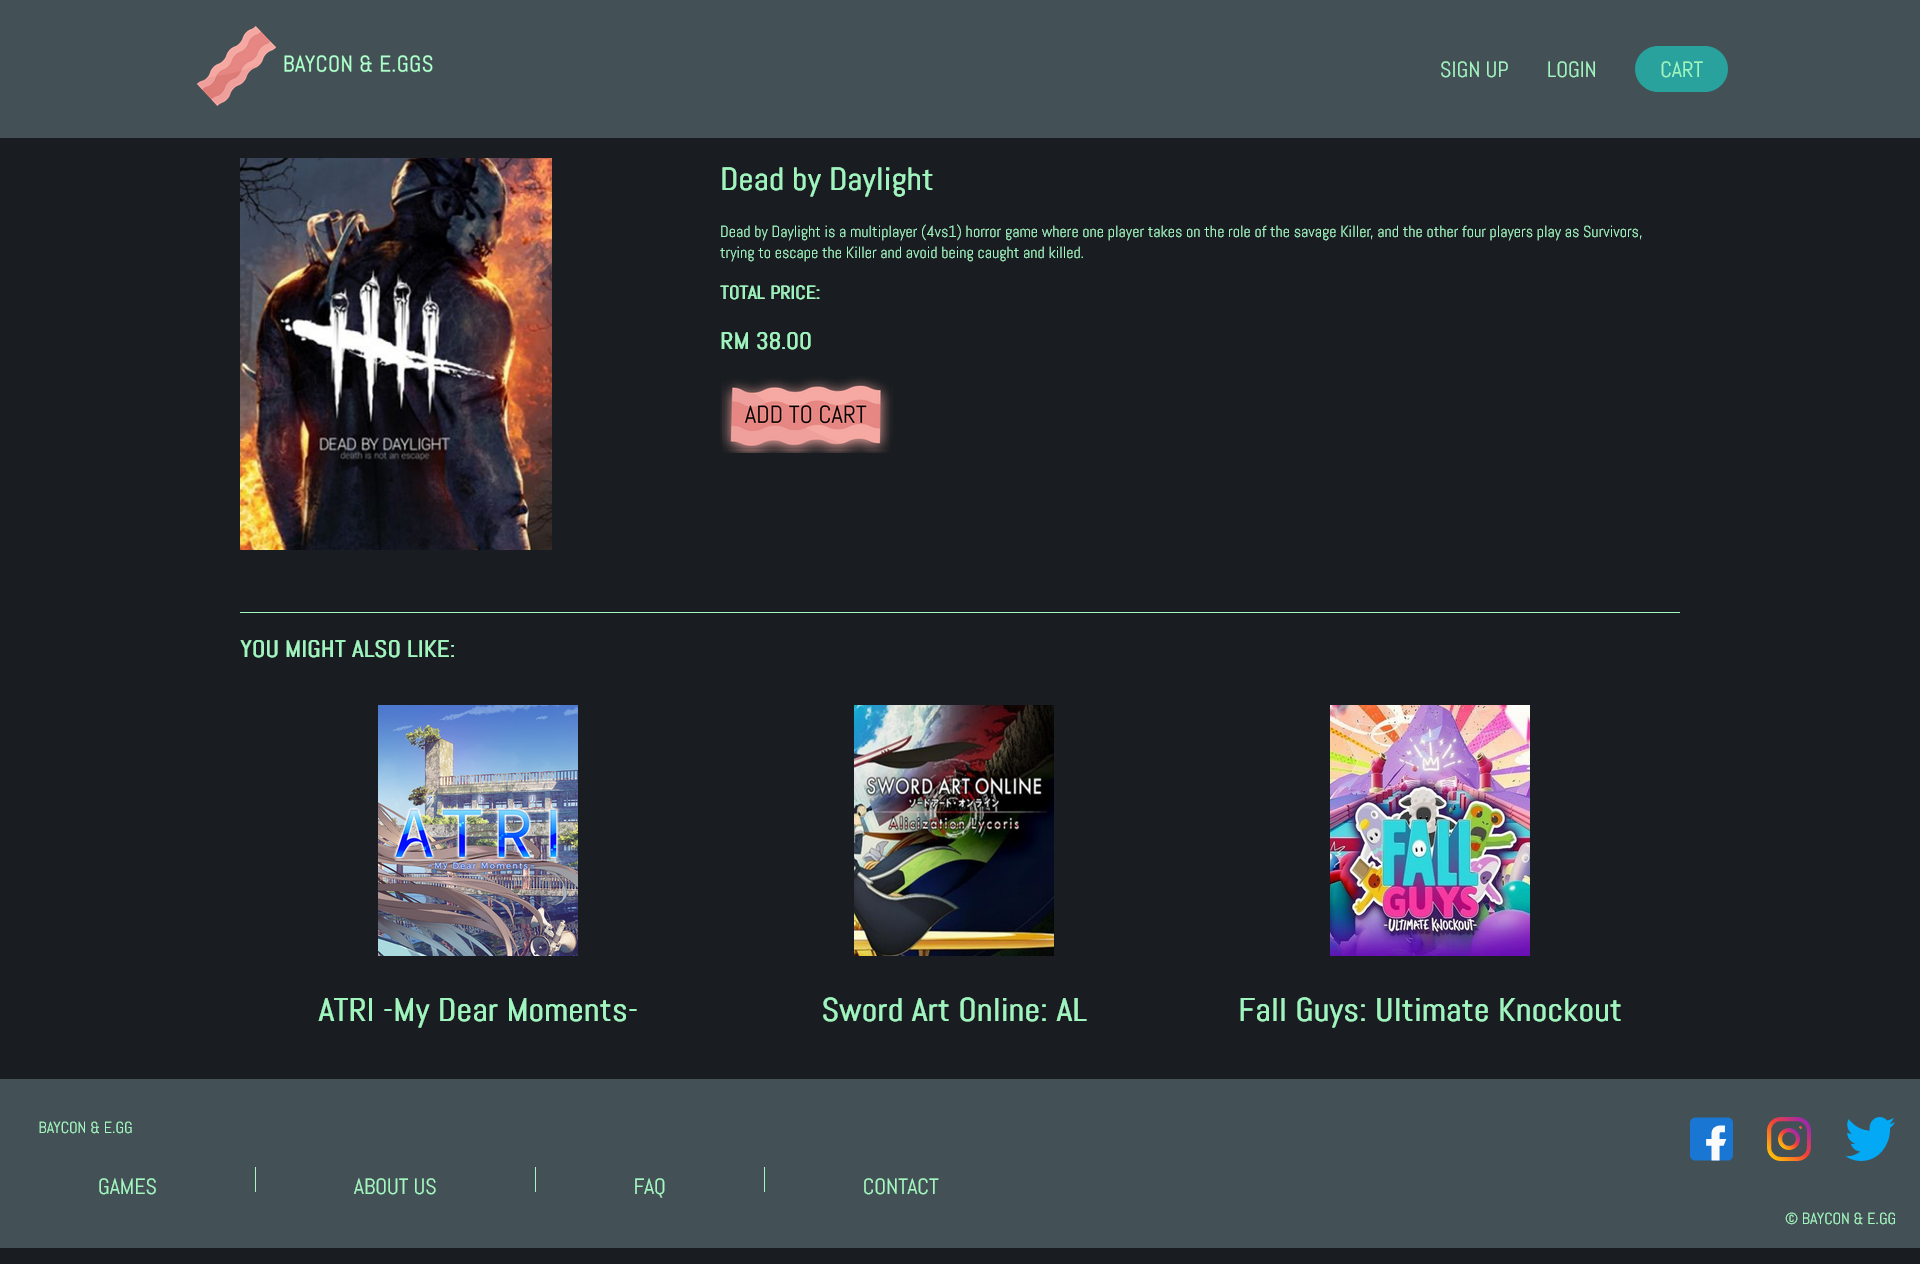 BAYCON & E.GGS
SIGN UP
LOGIN
CART
DEAD BY DAYLIGHT
death is not an escape
Dead by Daylight
Dead by Daylight is a multiplayer (4vs1) horror game where one player takes on the role of the savage Killer, and the other four players play as Survivors,
trying to escape the Killer and avoid being caught and killed.
TOTAL PRICE:
RM 38.00
ADD TO CART
YOU MIGHT ALSO LIKE:
ATRI
-My Dear Moments-
SWORD ART ONLINE
ソードアート・オンライン
Alicization Lycoris
FALL
GUYS
-ULTIMATE KNOCKOUT-
ATRI -My Dear Moments-
Sword Art Online: AL
Fall Guys: Ultimate Knockout
BAYCON & E.GG
GAMES
ABOUT US
FAQ
CONTACT
© BAYCON & E.GG